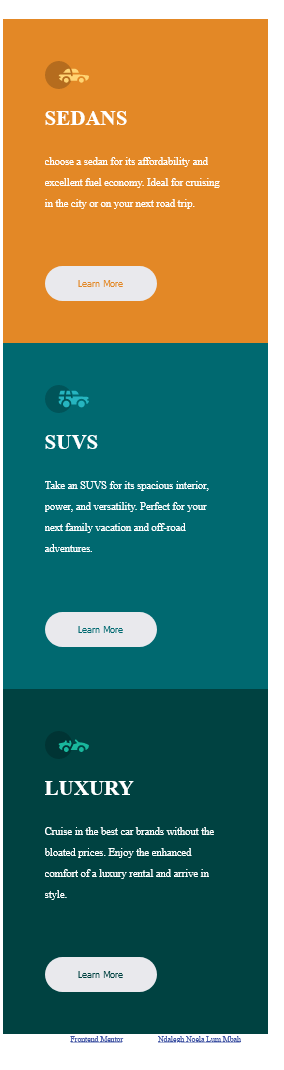 SEDANS
choose a sedan for its affordability and
excellent fuel economy. Ideal for cruising
in the city or on your next road trip.
Learn More
SUVS
Take an SUVS for its spacious interior,
power, and versatility. Perfect for your
next family vacation and off-road
adventures.
Learn More
LUXURY
Cruise in the best car brands without the
bloated prices. Enjoy the enhanced
comfort of a luxury rental and arrive in
style.
Learn More
Frontend Mentor Ndalegh Noela Lum Mbah